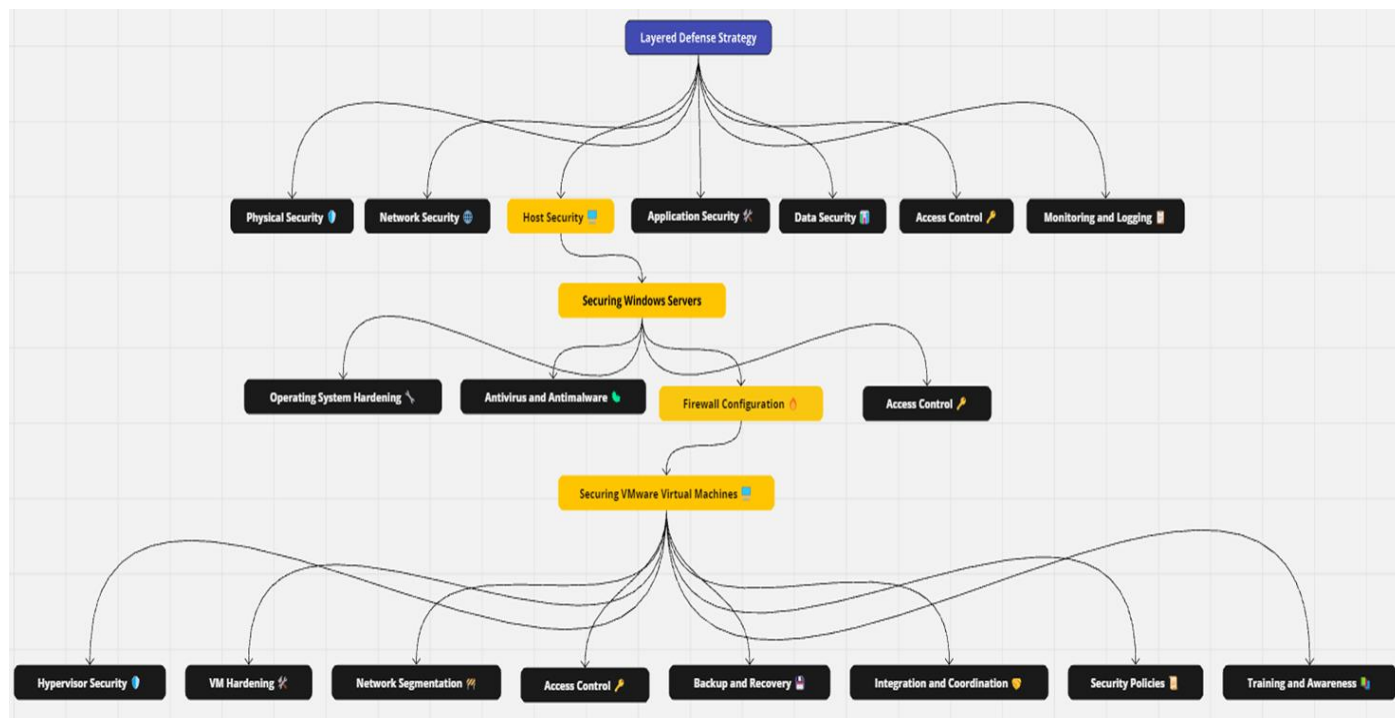 Layered Defense Strategy
Physical Security 🛡️
Network Security 🌐
Host Security 🖥️
Application Security 🛠️
Data Security 📊
Access Control 🔑
Monitoring and Logging 📋
Securing Windows Servers
Operating System Hardening 🔧
Antivirus and Antimalware 🦠
Firewall Configuration 🔥
Access Control 🔑
Securing VMware Virtual Machines 🖥️
Hypervisor Security 🛡️
VM Hardening 🛠️
Network Segmentation 🚧
Access Control 🔑
Backup and Recovery 💾
Integration and Coordination 🤝
Security Policies 📜
Training and Awareness 📚